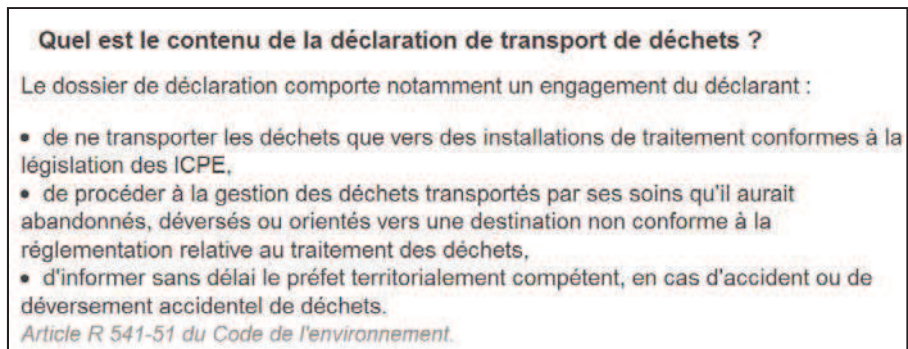 Quel est le contenu de la déclaration de transport de déchets ?
Le dossier de déclaration comporte notamment un engagement du déclarant :
• de ne transporter les déchets que vers des installations de traitement conformes à la
législation des ICPE,
• de procéder à la gestion des déchets transportés par ses soins qu'il aurait
abandonnés, déversés ou orientés vers une destination non conforme à la
réglementation relative au traitement des déchets,
• d'informer sans délai le préfet territorialement compétent, en cas d'accident ou de
déversement accidentel de déchets.
Article R 541-51 du Code de l'environnement.